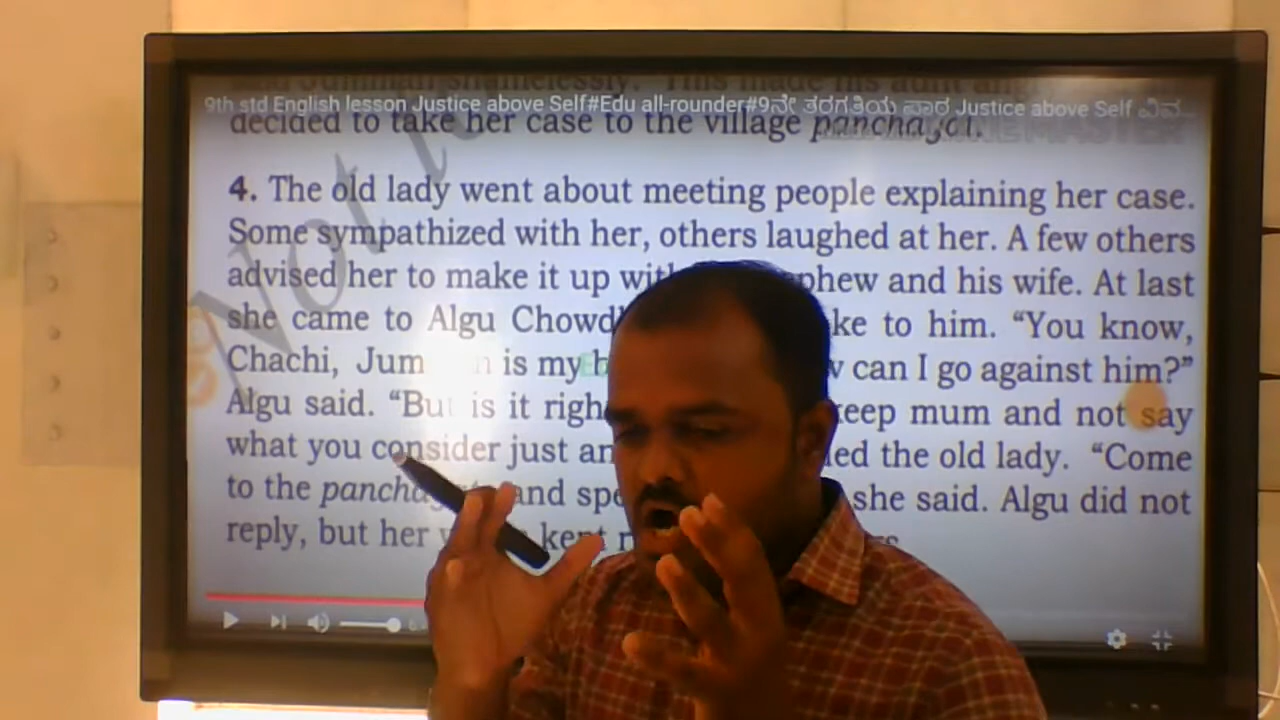 9th std English lesson Justice above Self#Edu all-rounder#9ನೇ ತರಗತಿಯ ಪಾಠ Justice above Self
decided to take her case to the village panchayat.
4. The old lady went about meeting people explaining her case.
Some sympathized with her, others laughed at her. A few others
advised her to make it up with phew and his wife. At last
she came to Algu Chowd ke to him. “You know,
Chachi, Jum n is my b w can I go against him?”
Algu said. “But is it righ keep mum and not say
what you consider just an ed the old lady. “Come
to the pancha and spe she said. Algu did not
reply, but her kept r
Not